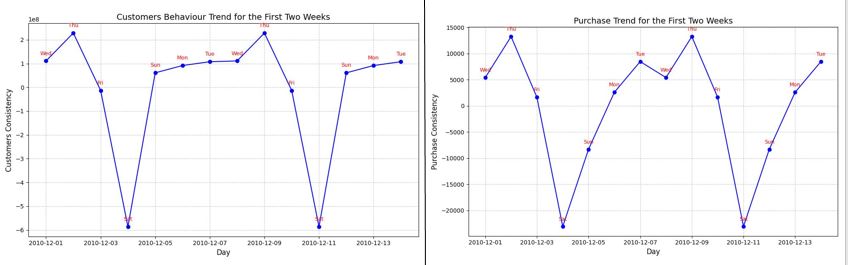 Customers Behaviour Trend for the First Two Weeks
1e8
Thu
Wed
Fri
Sat
Sun
Mon
Tue
Wed
Thu
Fri
Sat
Sun
Mon
Tue
2
1
0
−1
−2
−3
−4
−5
−6
Customers Consistency
2010-12-01
2010-12-03
2010-12-05
2010-12-07
2010-12-09
2010-12-11
2010-12-13
Day
Purchase Trend for the First Two Weeks
Wed
Thu
Fri
Sat
Sun
Mon
Tue
Wed
Thu
Fri
Sat
Sun
Mon
Tue
15000
10000
5000
0
−5000
−10000
−15000
−20000
Purchase Consistency
2010-12-01
2010-12-03
2010-12-05
2010-12-07
2010-12-09
2010-12-11
2010-12-13
Day